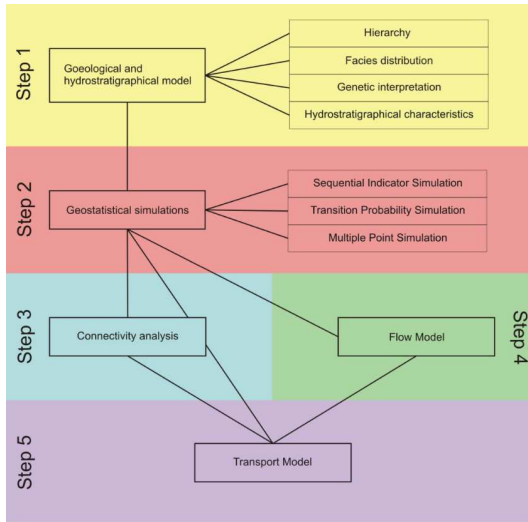 Step 1
Goeological and
hydrostratigraphical model
Hierarchy
Facies distribution
Genetic interpretation
Hydrostratigraphical characteristics
Step 2
Geostatistical simulations
Sequential Indicator Simulation
Transition Probability Simulation
Multiple Point Simulation
Step 3
Connectivity analysis
Flow Model
Step 4
Step 5
Transport Model